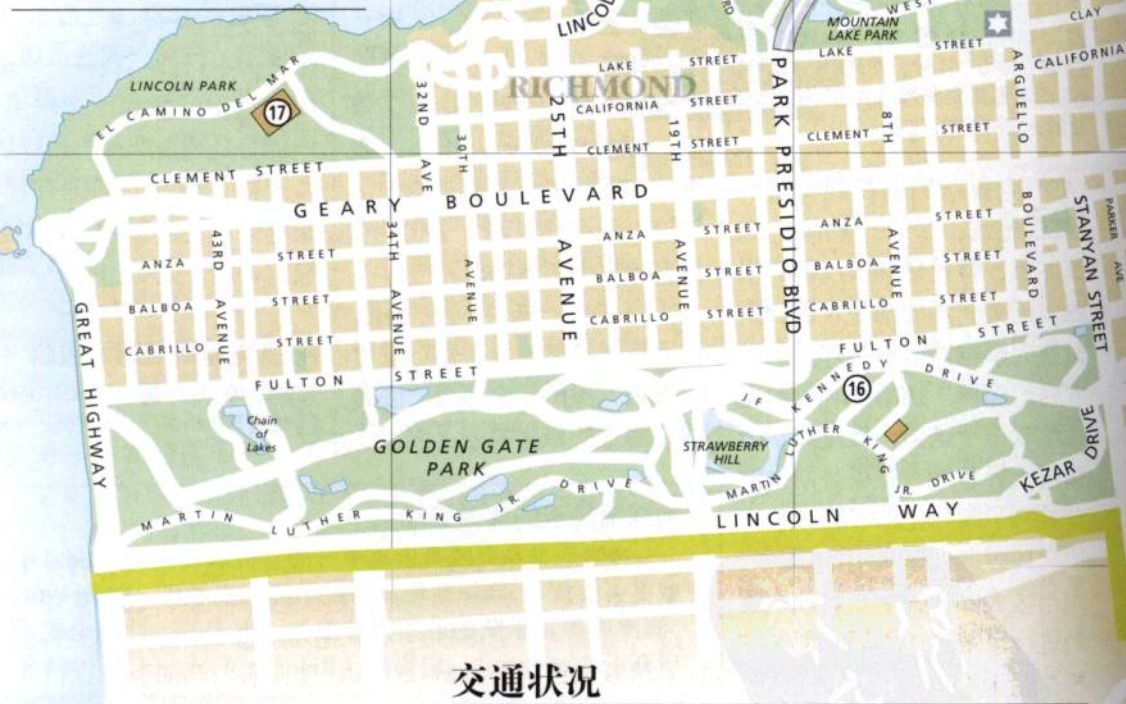 LINCOL
RD
WEST
MOUNTAIN
LAKE PARK
CLAY
LINCOLN PARK
EL CAMINO DEL MAR
17
32ND
AVE
LAKE STREET
LAKE STREET
RICHMOND
CALIFORNIA STREET
CALIFORNIA
ARGUELLO
BOULEVARD
PARK PRESIDIO BLVD
25TH
AVENUE
19TH
AVENUE
8TH
AVENUE
30TH
AVENUE
CLEMENT STREET
CLEMENT STREET
CLEMENT STREET
GEARY BOULEVARD
43RD
AVENUE
34TH
AVENUE
ANZA STREET
ANZA STREET
ANZA STREET
STANYAN STREET
PARKER
AVE
BALBOA STREET
BALBOA STREET
BALBOA STREET
CABRILLO STREET
CABRILLO STREET
CABRILLO STREET
GREAT HIGHWAY
FULTON STREET
FULTON STREET
JF KENNEDY DRIVE
16
Chain
of
Lakes
GOLDEN GATE
PARK
STRAWBERRY
HILL
MARTIN LUTHER KING JR. DRIVE
MARTIN LUTHER KING JR. DRIVE
KEZAR DRIVE
LINCOLN WAY
交通状况